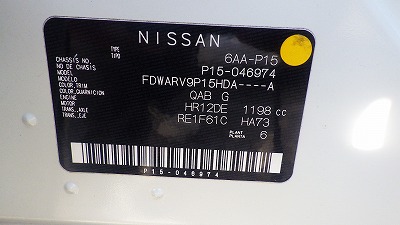 NISSAN
TYPE
TIPO
6AA-P15
CHASSIS NO.
NO DE CHASSIS
P15-046974
MODEL
MODELO
FDWARV9P15HDA----A
COLOR,TRIM
COLOR,GUARNICION
QAB G
ENGINE
MOTOR
HR12DE 1198 cc
TRANS.,AXLE
TRANS.,EJE
RE1F61C HA73
PLANT
PLANTA
6
P15-046974